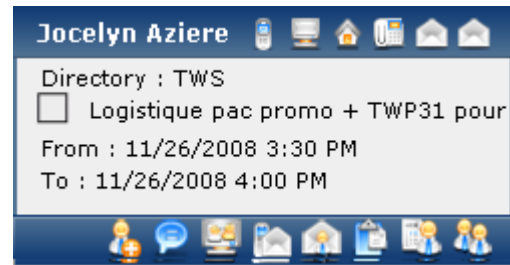 Jocelyn Aziere
Directory : TWS
Logistique pac promo + TWP31 pour
From : 11/26/2008 3:30 PM
To : 11/26/2008 4:00 PM